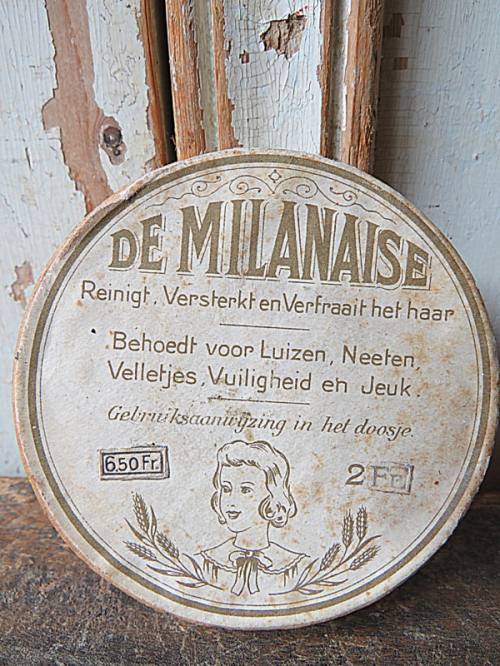 DE MILANAISE
Reinigt, Versterkt en Verfraait het haar
Behoedt voor Luizen, Neeten,
Velletjes, Vuiligheid en Jeuk.
Gebruiksaanwijzing in het doosje.
6.50 Fr. 2 Fr.